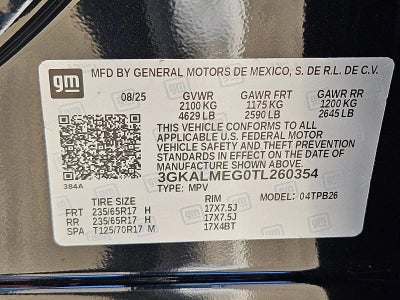 gm
MFD BY GENERAL MOTORS DE MEXICO, S. DE R.L. DE C.V.
08/25 GVWR GAWR FRT GAWR RR
2100 KG 1175 KG 1200 KG
4629 LB 2590 LB 2645 LB
THIS VEHICLE CONFORMS TO ALL
APPLICABLE U.S. FEDERAL MOTOR
VEHICLE SAFETY AND THEFT
PREVENTION STANDARDS IN
EFFECT ON THE DATE OF
MANUFACTURE SHOWN ABOVE.
384A 3GKALMEG0TL260354
TYPE: MPV
TIRE SIZE RIM MODEL: 04TPB26
FRT 235/65R17 H 17X7.5J
RR 235/65R17 H 17X7.5J
SPA T125/70R17 M 17X4BT